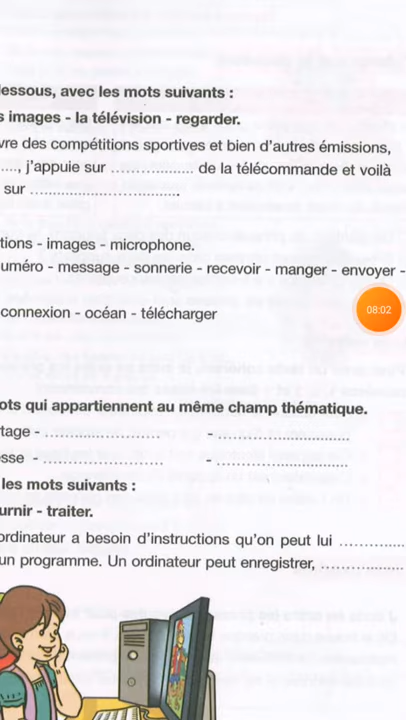 essous, avec les mots suivants :
s images - la télévision - regarder.
vre des compétitions sportives et bien d'autres émissions,
...., j'appuie sur .................. de la télécommande et voilà
sur ............................
tions - images - microphone.
uméro - message - sonnerie - recevoir - manger - envoyer -
08:02
connexion - océan - télécharger
ots qui appartiennent au même champ thématique.
tage - .......................... - ..............................
sse - .......................... - ..............................
les mots suivants :
urnir - traiter.
ordinateur a besoin d'instructions qu'on peut lui ..............
un programme. Un ordinateur peut enregistrer, ..................